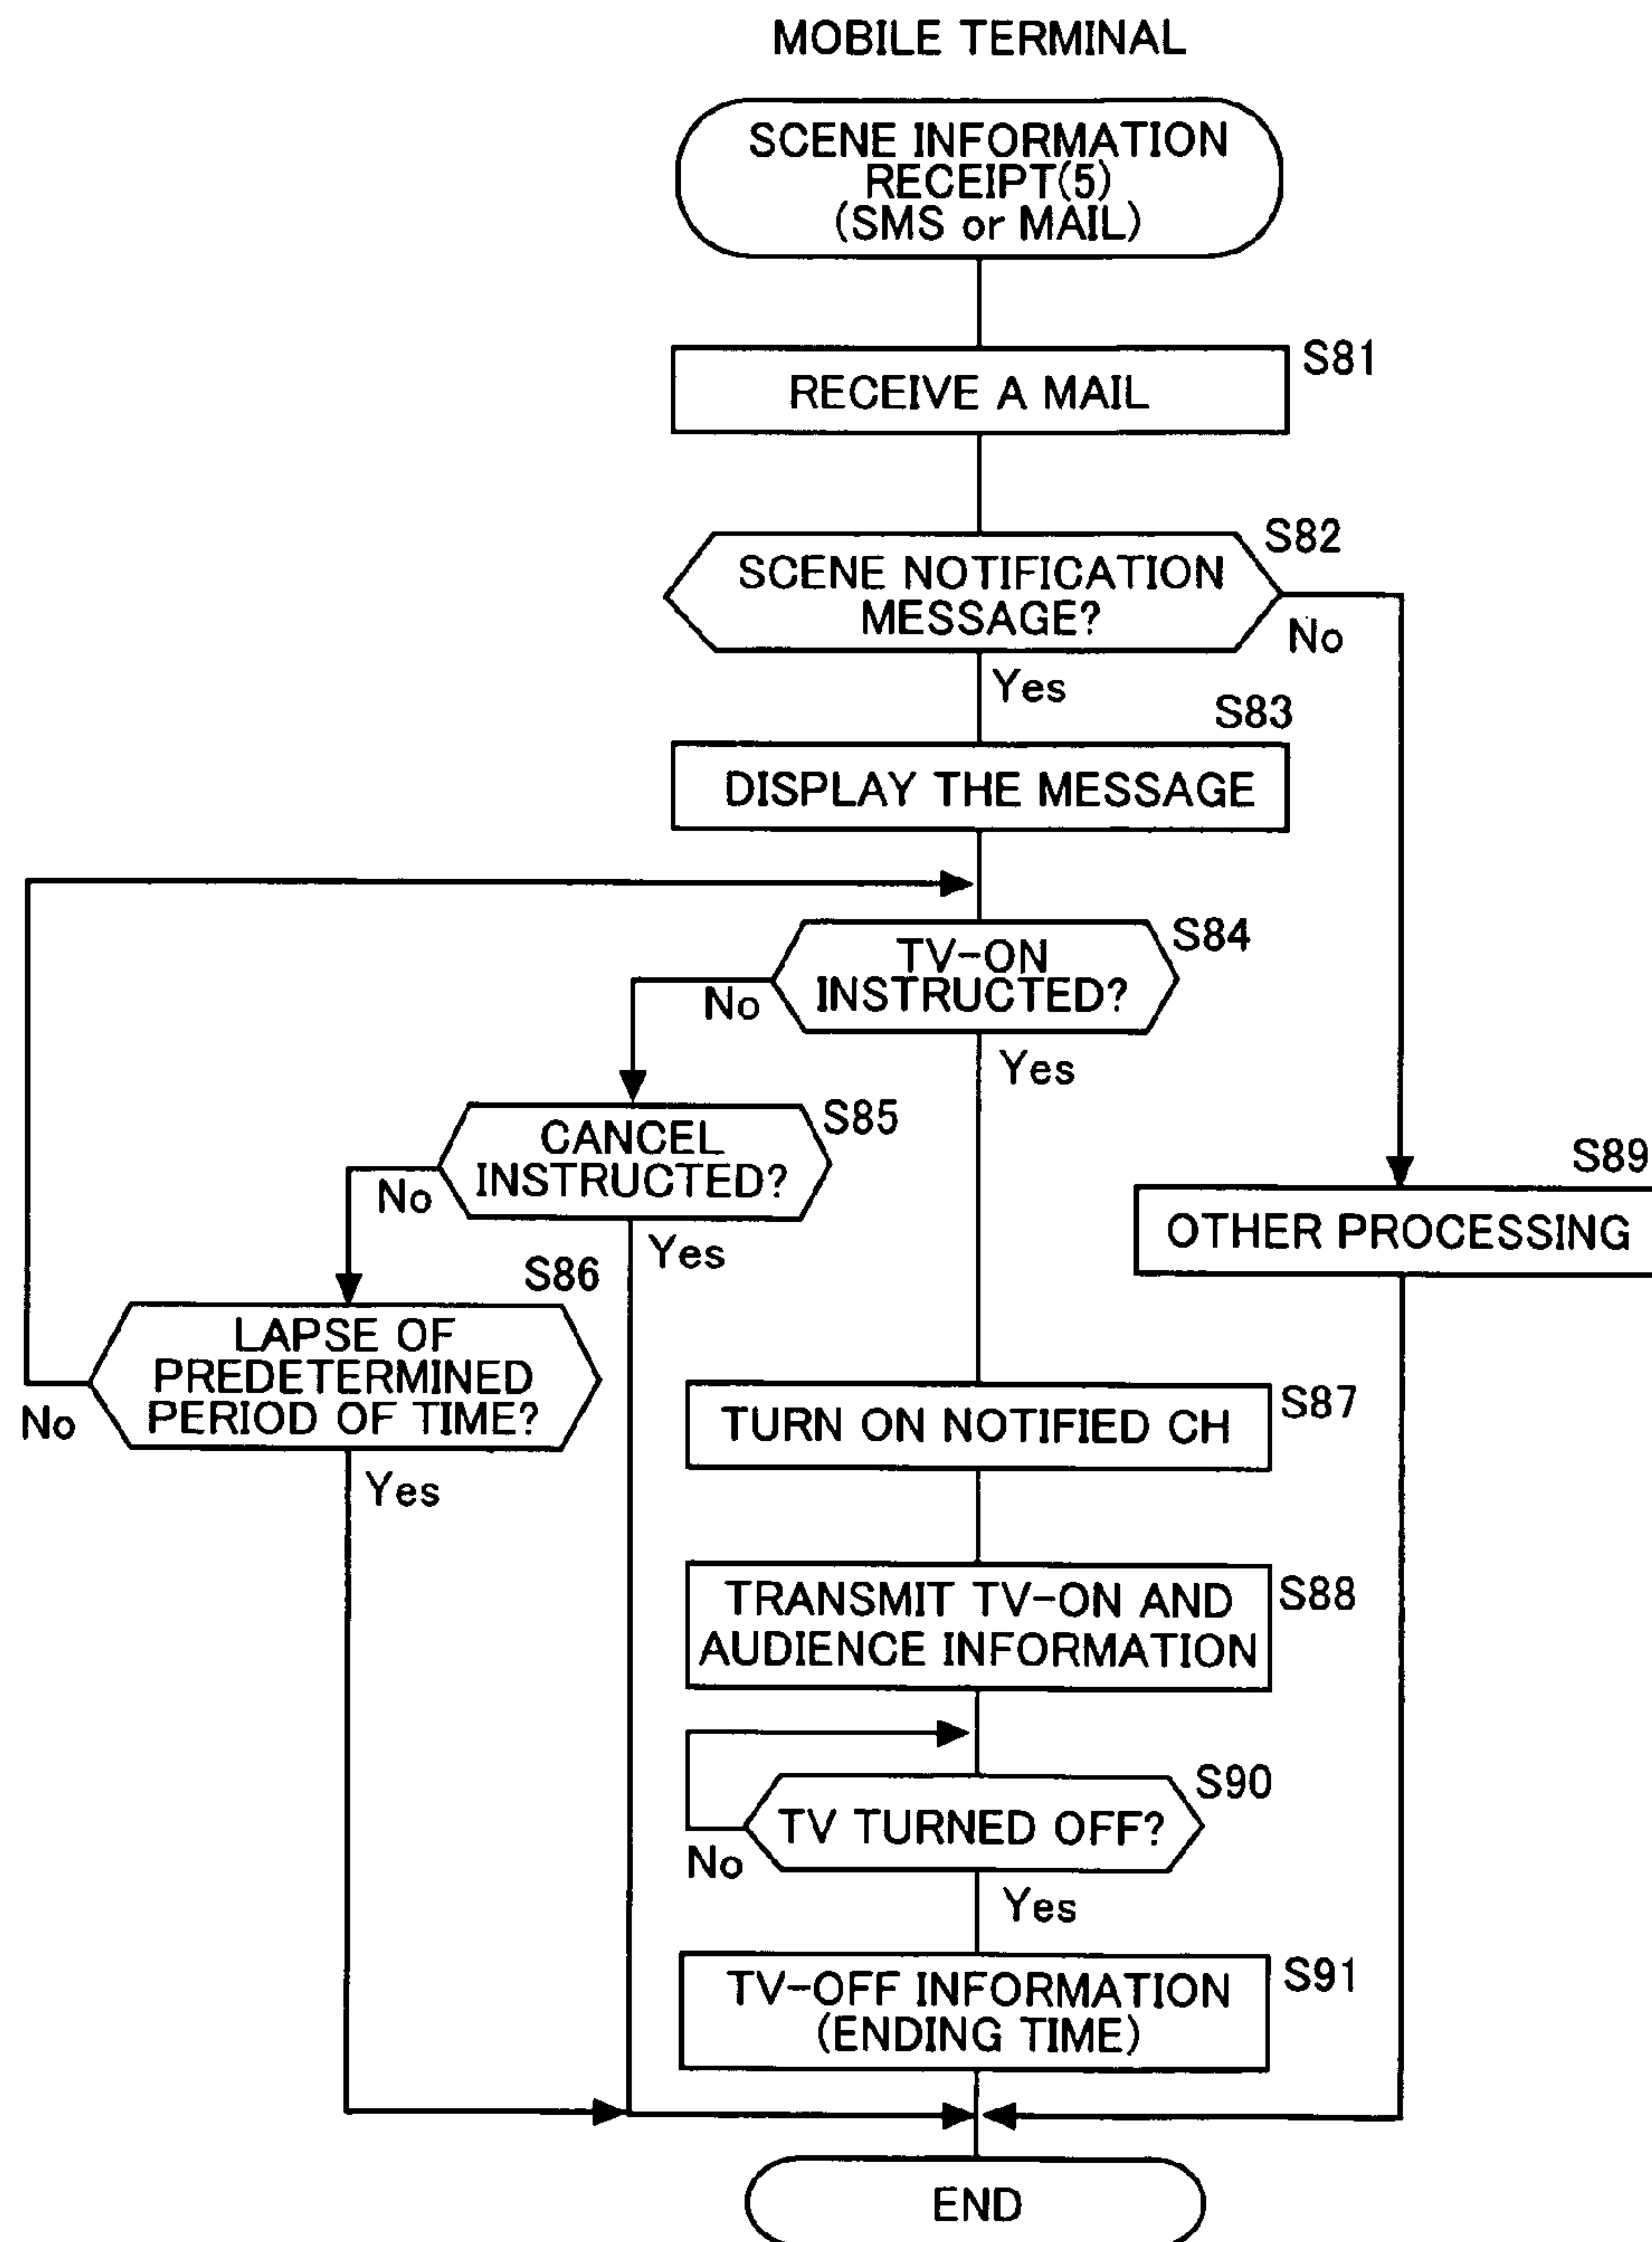 MOBILE TERMINAL
SCENE INFORMATION
RECEIPT(5)
(SMS or MAIL)
S81
RECEIVE A MAIL
S82
SCENE NOTIFICATION
MESSAGE?
No
Yes
S83
DISPLAY THE MESSAGE
S84
TV-ON
INSTRUCTED?
No
Yes
S85
CANCEL
INSTRUCTED?
No
Yes
S89
OTHER PROCESSING
S86
LAPSE OF
PREDETERMINED
PERIOD OF TIME?
No
Yes
S87
TURN ON NOTIFIED CH
S88
TRANSMIT TV-ON AND
AUDIENCE INFORMATION
S90
TV TURNED OFF?
No
Yes
S91
TV-OFF INFORMATION
(ENDING TIME)
END